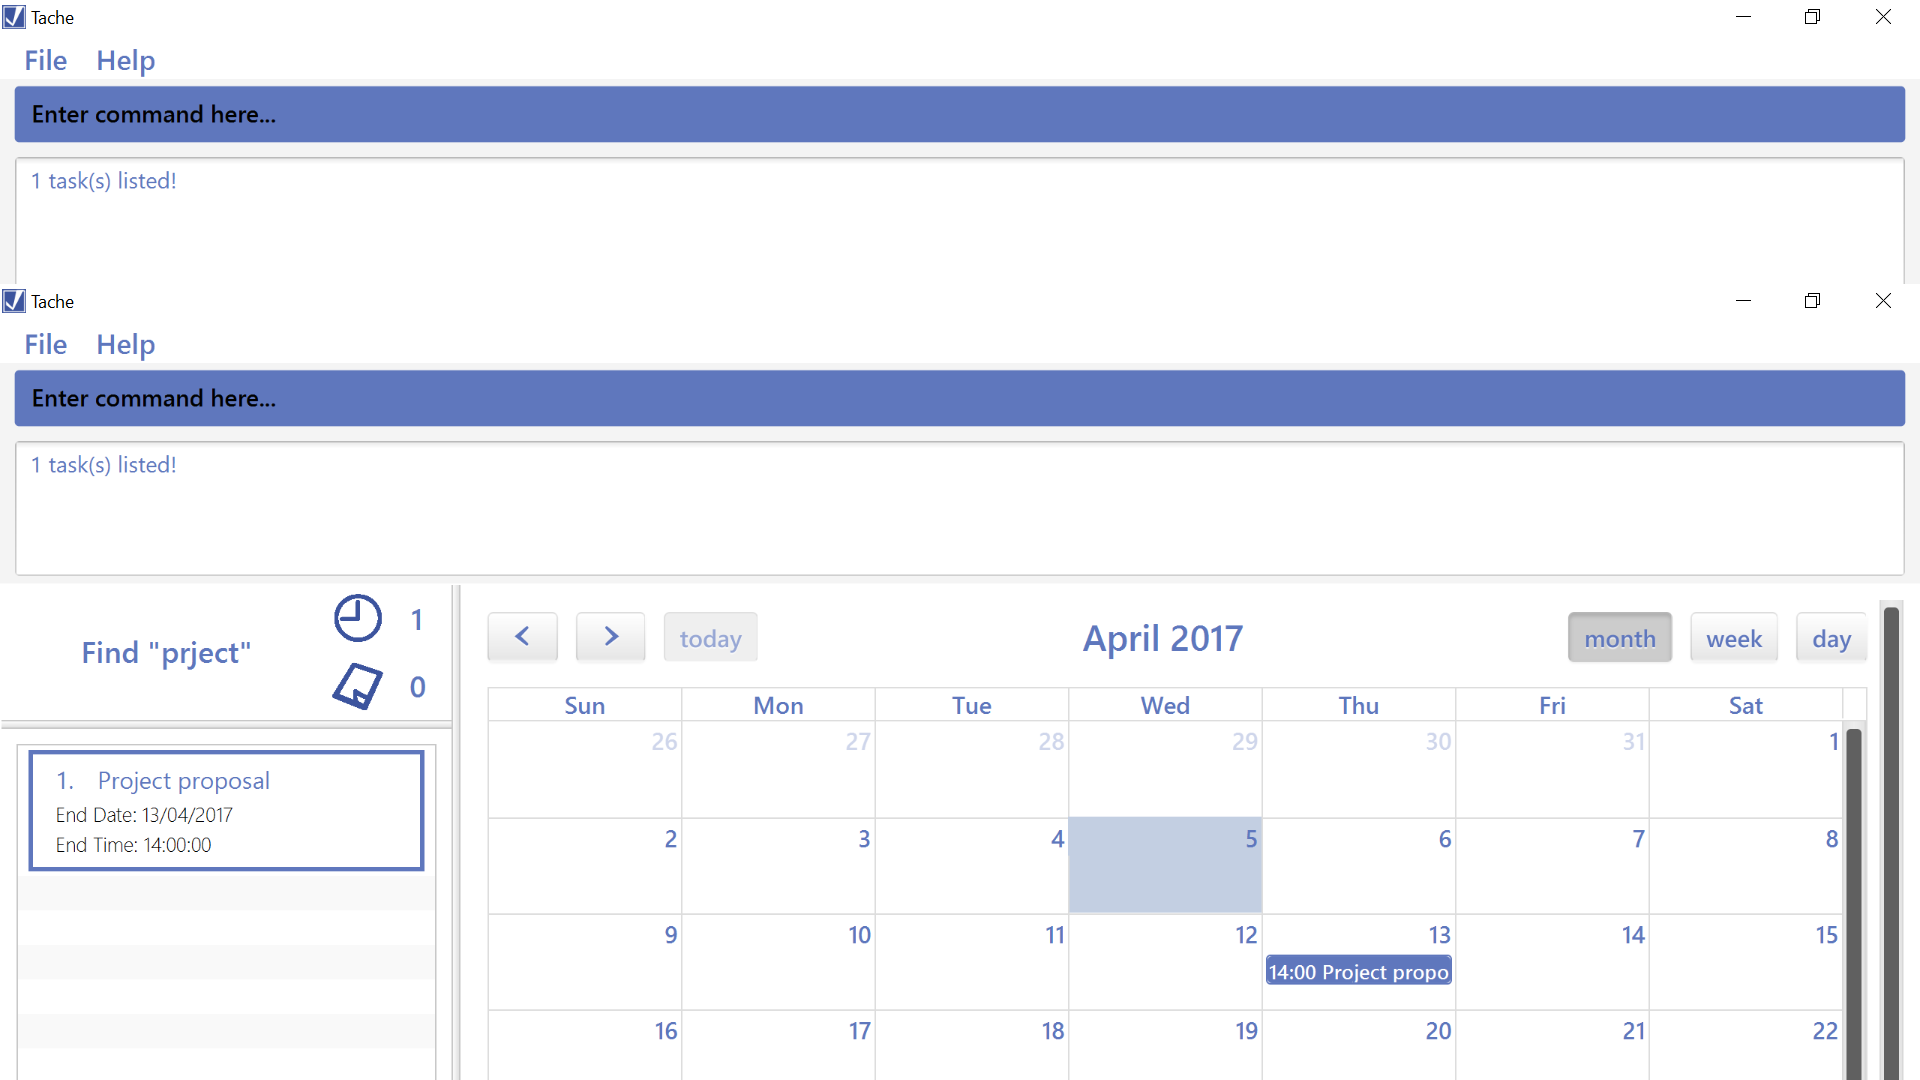 Tache
File Help
Enter command here...
1 task(s) listed!
Tache
File Help
Enter command here...
1 task(s) listed!
Find "prject"
1
0
1. Project proposal
End Date: 13/04/2017
End Time: 14:00:00
today
April 2017
month week day
Sun Mon Tue Wed Thu Fri Sat
26 27 28 29 30 31 1
2 3 4 5 6 7 8
9 10 11 12 13 14 15
14:00 Project propo
16 17 18 19 20 21 22